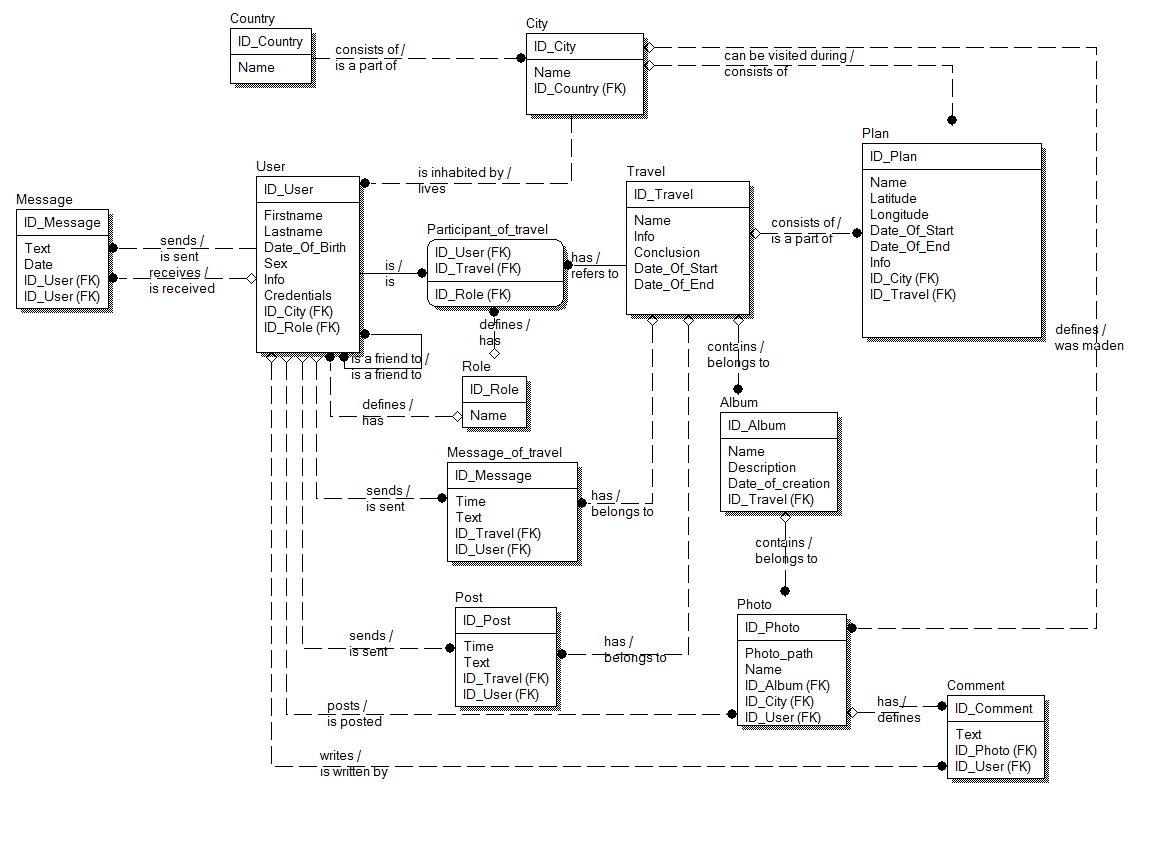 Country
ID_Country
Name
consists of /
is a part of
City
ID_City
Name
ID_Country (FK)
can be visited during /
consists of
Plan
ID_Plan
Name
Latitude
Longitude
Date_Of_Start
Date_Of_End
Info
ID_City (FK)
ID_Travel (FK)
is inhabited by /
lives
User
ID_User
Firstname
Lastname
Date_Of_Birth
Sex
Info
Credentials
ID_City (FK)
ID_Role (FK)
Message
ID_Message
Text
Date
ID_User (FK)
ID_User (FK)
sends /
is sent
receives /
is received
Participant_of_travel
ID_User (FK)
ID_Travel (FK)
ID_Role (FK)
is /
is
has /
refers to
Travel
ID_Travel
Name
Info
Conclusion
Date_Of_Start
Date_Of_End
consists of /
is a part of
defines /
was maden
is a friend to /
is a friend to
defines /
has
Role
ID_Role
Name
defines /
has
contains /
belongs to
Album
ID_Album
Name
Description
Date_of_creation
ID_Travel (FK)
Message_of_travel
ID_Message
Time
Text
ID_Travel (FK)
ID_User (FK)
sends /
is sent
has /
belongs to
contains /
belongs to
Post
ID_Post
Time
Text
ID_Travel (FK)
ID_User (FK)
sends /
is sent
has /
belongs to
Photo
ID_Photo
Photo_path
Name
ID_Album (FK)
ID_City (FK)
ID_User (FK)
posts /
is posted
has /
defines
Comment
ID_Comment
Text
ID_Photo (FK)
ID_User (FK)
writes /
is written by